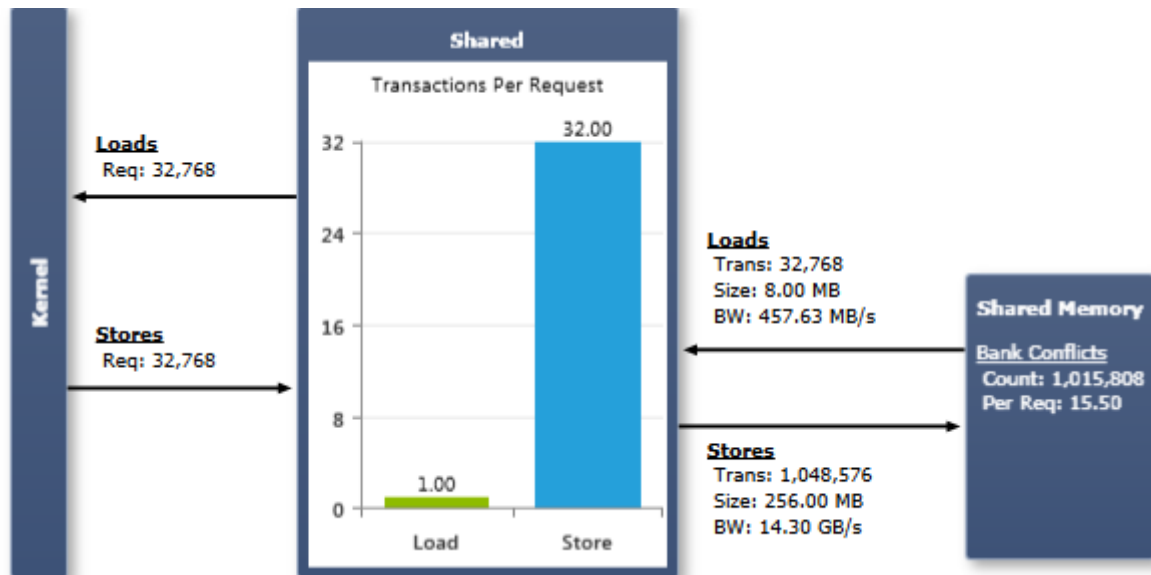 Kernel
Loads
Req: 32,768
Stores
Req: 32,768
Shared
Transactions Per Request
32.00
32
24
16
8
1.00
0
Load
Store
Loads
Trans: 32,768
Size: 8.00 MB
BW: 457.63 MB/s
Stores
Trans: 1,048,576
Size: 256.00 MB
BW: 14.30 GB/s
Shared Memory
Bank Conflicts
Count: 1,015,808
Per Req: 15.50